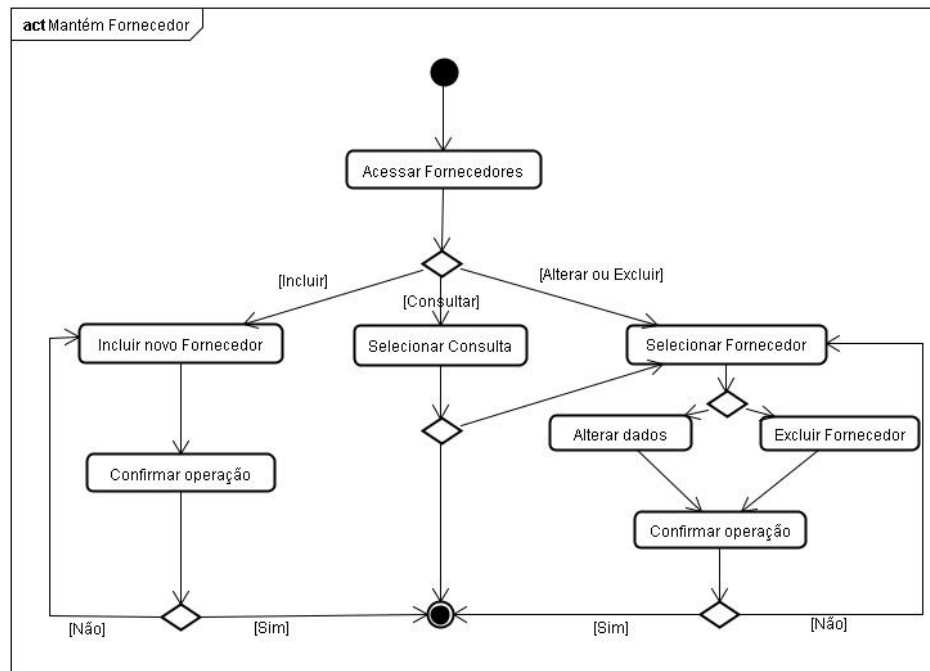 act Mantém Fornecedor
Acessar Fornecedores
[Incluir]
[Consultar]
[Alterar ou Excluir]
Incluir novo Fornecedor
Selecionar Consulta
Selecionar Fornecedor
Alterar dados
Excluir Fornecedor
Confirmar operação
Confirmar operação
[Não]
[Sim]
[Sim]
[Não]